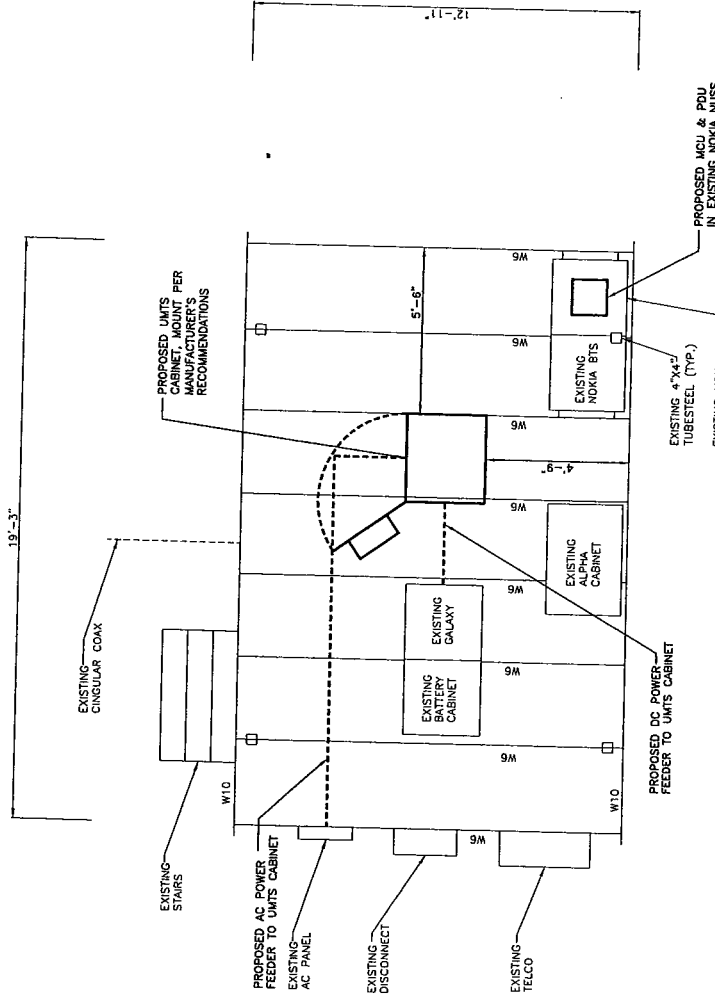 19'-3"
12'-11"
EXISTING
CINGULAR COAX
PROPOSED UMTS
CABINET, MOUNT PER
MANUFACTURER'S
RECOMMENDATIONS
EXISTING
STAIRS
W10
5'-6"
W6
W6
W6
W6
W6
W6
W6
W6
PROPOSED AC POWER
FEEDER TO UMTS CABINET
EXISTING
AC PANEL
EXISTING
DISCONNECT
EXISTING
TELCO
EXISTING
BATTERY
CABINET
EXISTING
GALAXY
4'-9"
EXISTING
ALPHA
CABINET
EXISTING
NOKIA BTS
W10
PROPOSED DC POWER
FEEDER TO UMTS CABINET
EXISTING 4"X4"
TUBESTEEL (TYP.)
PROPOSED MCU & PDU
IN EXISTING NOKIA